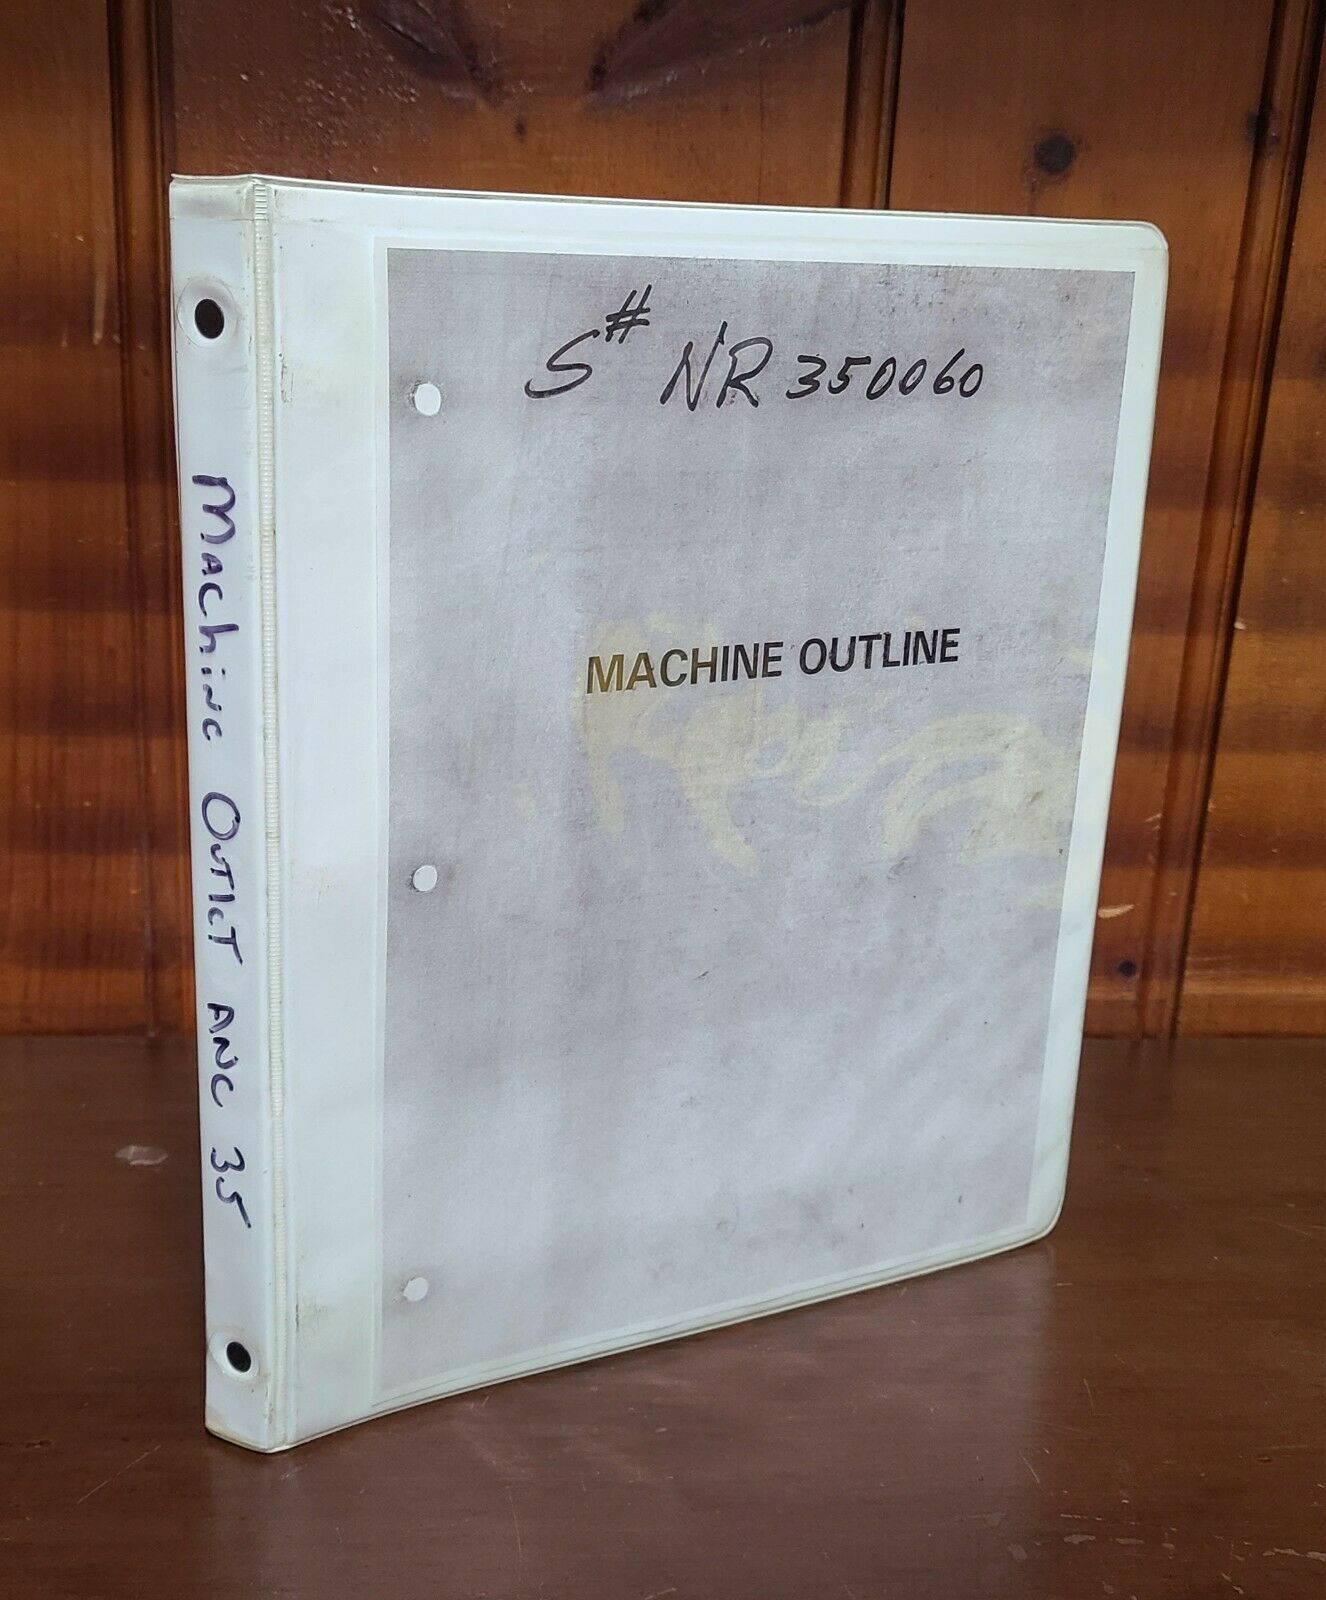 S# NR 350060
MACHINE OUTLINE
Machine Outlet ANC 35